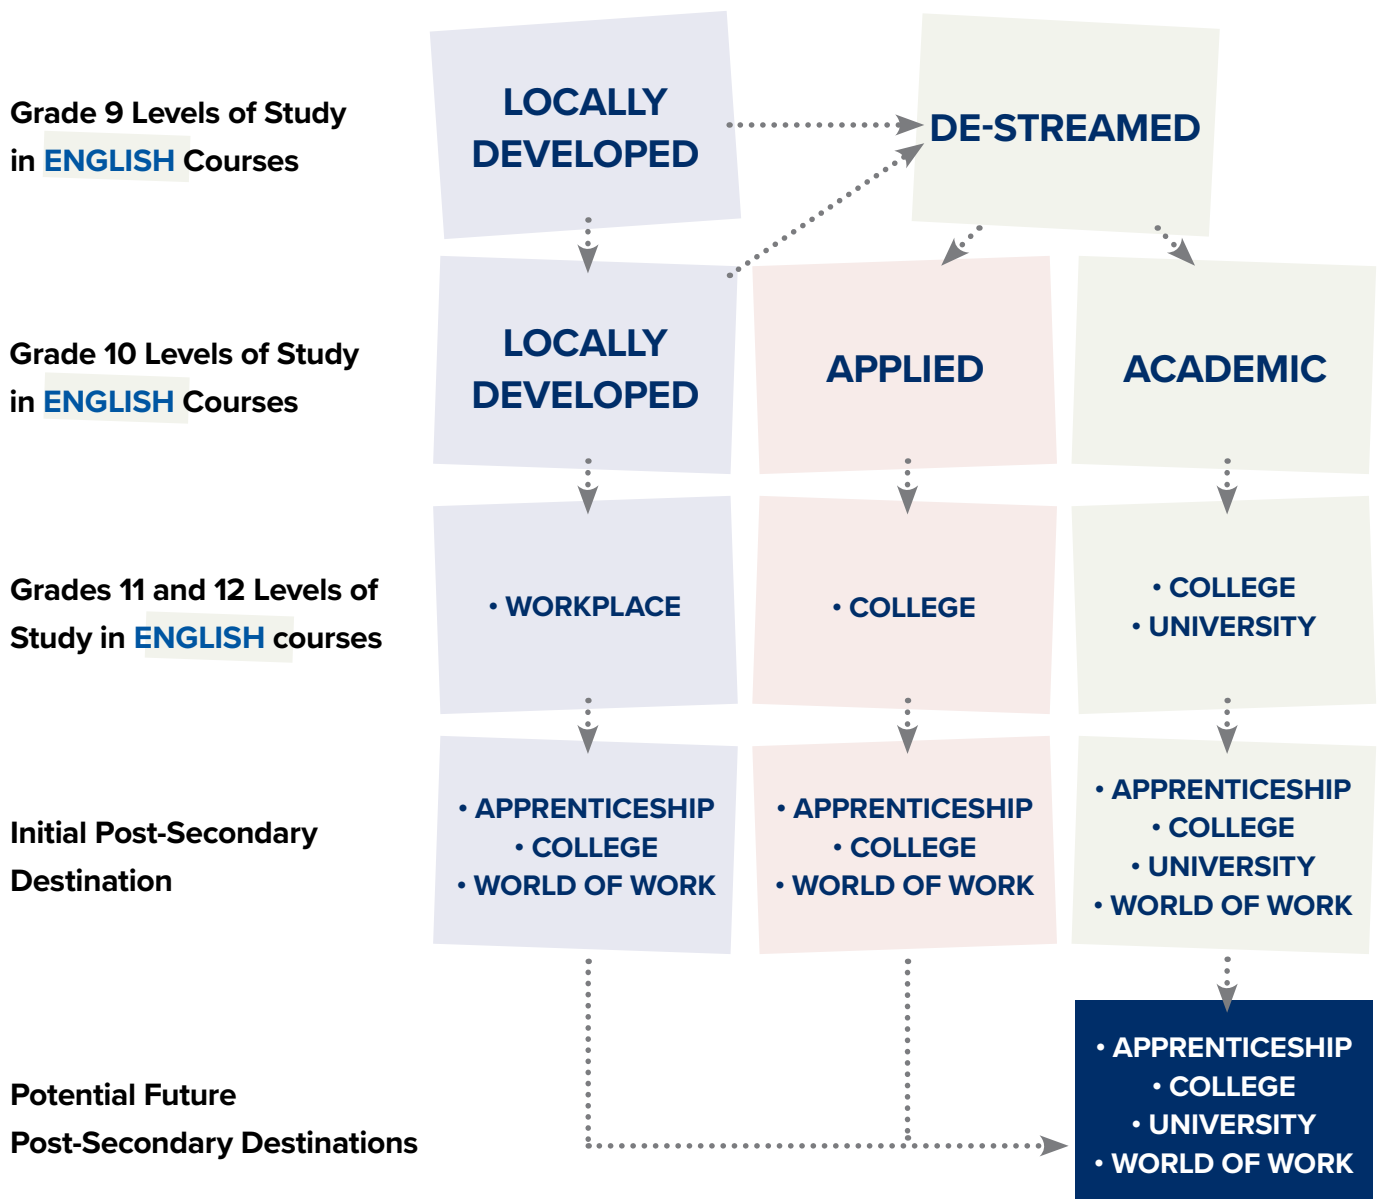 Grade 9 Levels of Study
in ENGLISH Courses
LOCALLY
DEVELOPED
DE-STREAMED
Grade 10 Levels of Study
in ENGLISH Courses
LOCALLY
DEVELOPED
APPLIED
ACADEMIC
Grades 11 and 12 Levels of
Study in ENGLISH courses
• WORKPLACE
• COLLEGE
• COLLEGE
• UNIVERSITY
Initial Post-Secondary
Destination
• APPRENTICESHIP
• COLLEGE
• WORLD OF WORK
• APPRENTICESHIP
• COLLEGE
• WORLD OF WORK
• APPRENTICESHIP
• COLLEGE
• UNIVERSITY
• WORLD OF WORK
Potential Future
Post-Secondary Destinations
• APPRENTICESHIP
• COLLEGE
• UNIVERSITY
• WORLD OF WORK